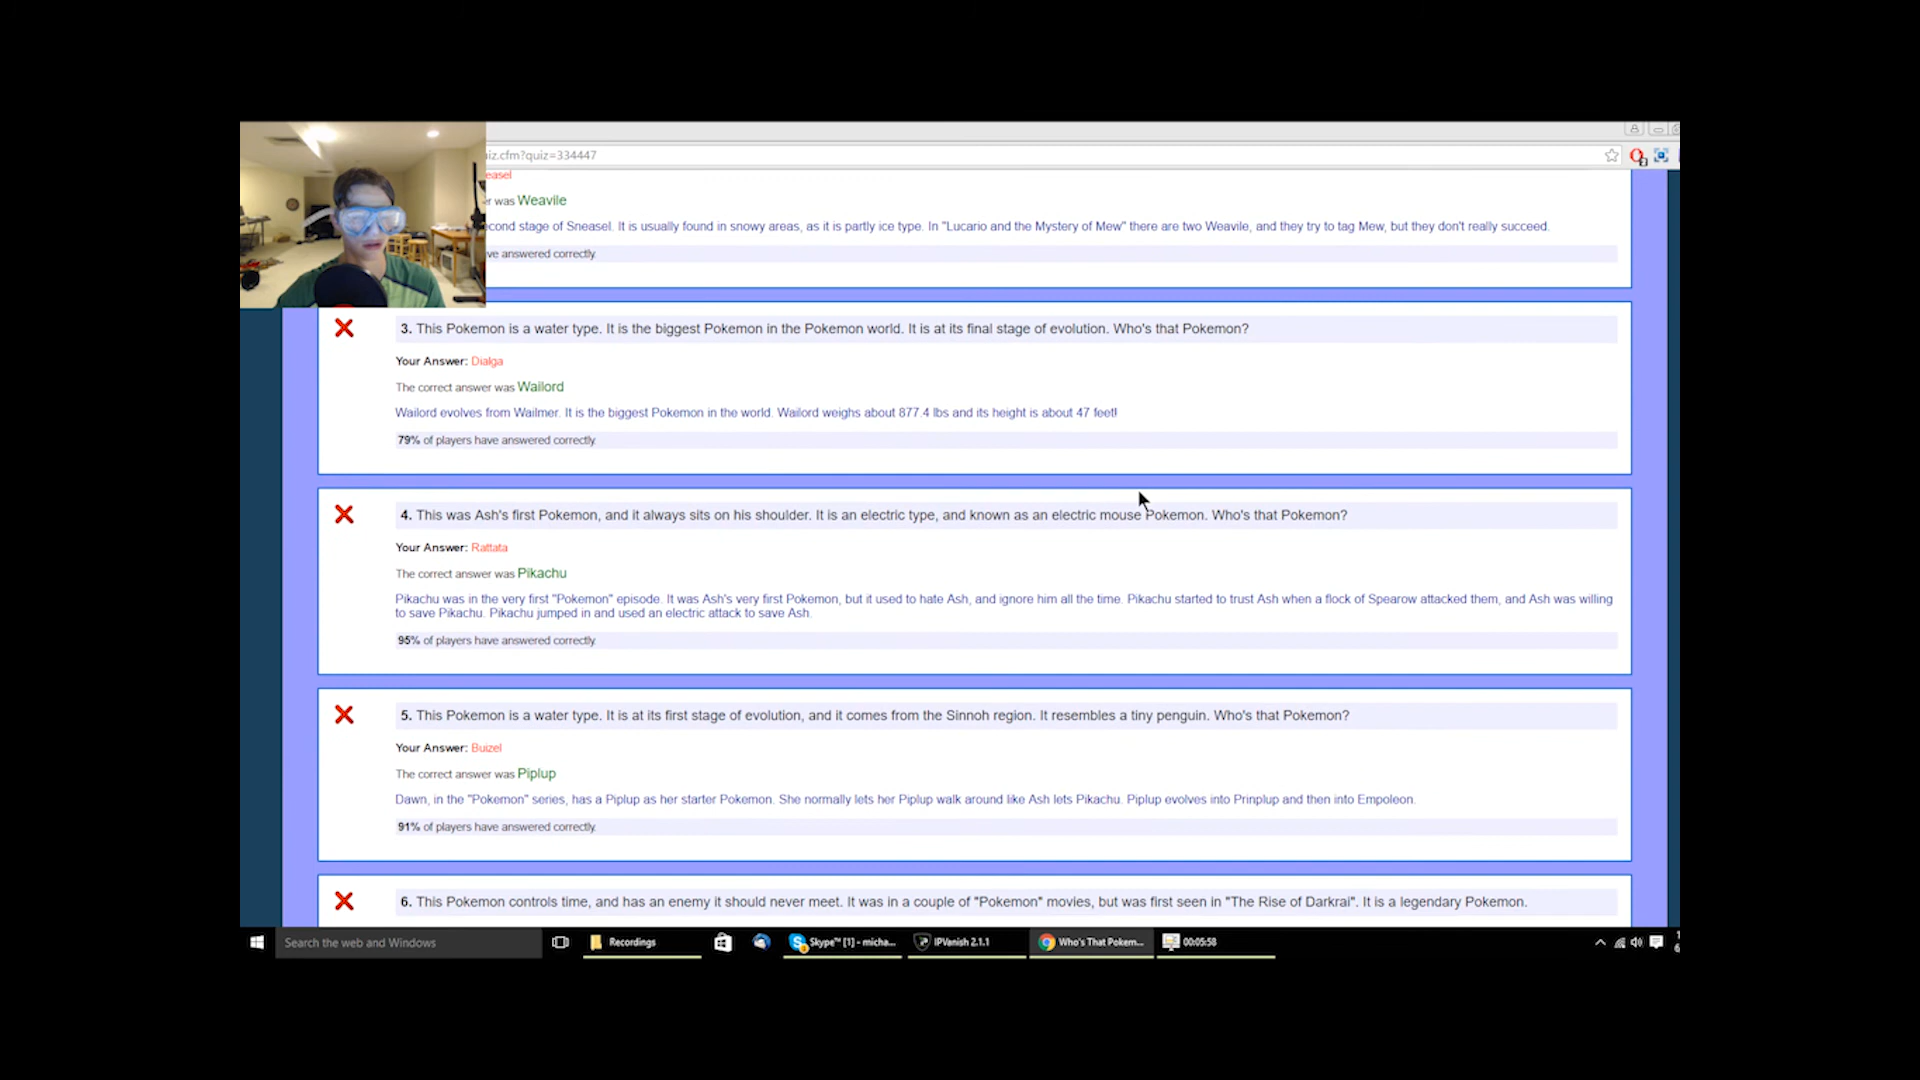 iz.cfm?quiz=334447
easel
r was Weavile
econd stage of Sneasel. It is usually found in snowy areas, as it is partly ice type. In "Lucario and the Mystery of Mew" there are two Weavile, and they try to tag Mew, but they don't really succeed.
ve answered correctly.
3. This Pokemon is a water type. It is the biggest Pokemon in the Pokemon world. It is at its final stage of evolution. Who's that Pokemon?
Your Answer: Dialga
The correct answer was Wailord
Wailord evolves from Wailmer. It is the biggest Pokemon in the world. Wailord weighs about 877.4 lbs and its height is about 47 feet!
79% of players have answered correctly.
4. This was Ash's first Pokemon, and it always sits on his shoulder. It is an electric type, and known as an electric mouse Pokemon. Who's that Pokemon?
Your Answer: Rattata
The correct answer was Pikachu
Pikachu was in the very first "Pokemon" episode. It was Ash's very first Pokemon, but it used to hate Ash, and ignore him all the time. Pikachu started to trust Ash when a flock of Spearow attacked them, and Ash was willing
to save Pikachu. Pikachu jumped in and used an electric attack to save Ash.
95% of players have answered correctly.
5. This Pokemon is a water type. It is at its first stage of evolution, and it comes from the Sinnoh region. It resembles a tiny penguin. Who's that Pokemon?
Your Answer: Buizel
The correct answer was Piplup
Dawn, in the "Pokemon" series, has a Piplup as her starter Pokemon. She normally lets her Piplup walk around like Ash lets Pikachu. Piplup evolves into Prinplup and then into Empoleon.
91% of players have answered correctly.
6. This Pokemon controls time, and has an enemy it should never meet. It was in a couple of "Pokemon" movies, but was first seen in "The Rise of Darkrai". It is a legendary Pokemon.
Search the web and Windows
Recordings
Skype™ [1] - micha...
IPVanish 2.1.1
Who's That Pokem...
00:05:58